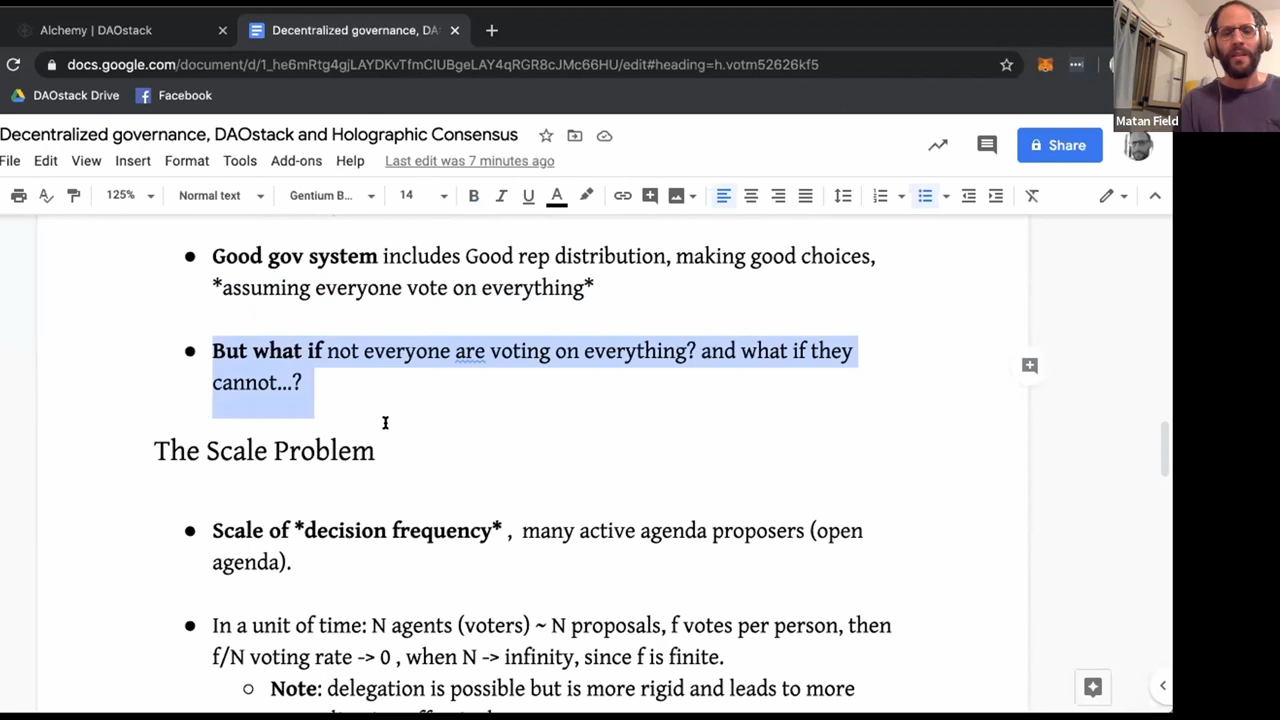 Alchemy | DAOstack
Decentralized governance, DA
docs.google.com/document/d/1_he6mRtg4gjLAYDKvTfmClUBgeLAY4qRGR8cJMc66HU/edit#heading=h.votm52626kf5
DAOstack Drive
Facebook
Matan Field
Decentralized governance, DAOstack and Holographic Consensus
File Edit View Insert Format Tools Add-ons Help Last edit was 7 minutes ago
Share
125% Normal text Gentium B... 14 B I U A
● Good gov system includes Good rep distribution, making good choices,
*assuming everyone vote on everything*
● But what if not everyone are voting on everything? and what if they
cannot...?
The Scale Problem
● Scale of *decision frequency* , many active agenda proposers (open
agenda).
● In a unit of time: N agents (voters) ~ N proposals, f votes per person, then
f/N voting rate -> 0 , when N -> infinity, since f is finite.
○ Note: delegation is possible but is more rigid and leads to more